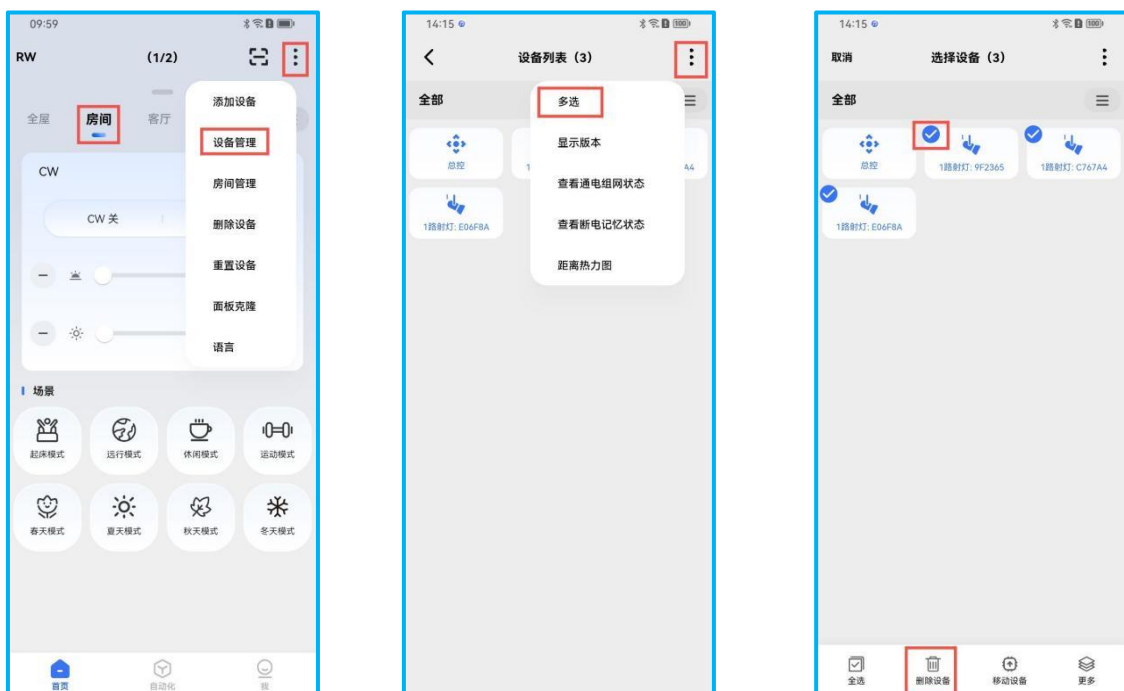 09:59
RW
(1/2)
全屋
房间
客厅
添加设备
设备管理
房间管理
删除设备
重置设备
面板克隆
语言
CW
CW 关
场景
起床模式
远行模式
休闲模式
运动模式
春天模式
夏天模式
秋天模式
冬天模式
首页
自动化
我
14:15
100
设备列表（3）
全部
多选
显示版本
查看通电组网状态
查看断电记忆状态
距离热力图
总控
1
A4
1路射灯: E06F8A
14:15
100
取消
选择设备（3）
全部
总控
1路射灯: 9F2365
1路射灯: C767A4
1路射灯: E06F8A
全选
删除设备
移动设备
更多